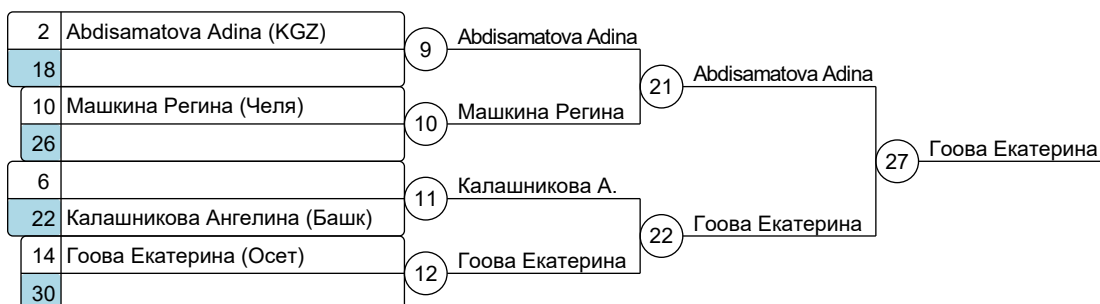 2 Abdisamatova Adina (KGZ)
18
10 Машкина Регина (Челя)
26
6
22 Калашникова Ангелина (Башк)
14 Гоова Екатерина (Осет)
30
9 Abdisamatova Adina
10 Машкина Регина
11 Калашникова А.
12 Гоова Екатерина
21 Abdisamatova Adina
22 Гоова Екатерина
27 Гоова Екатерина